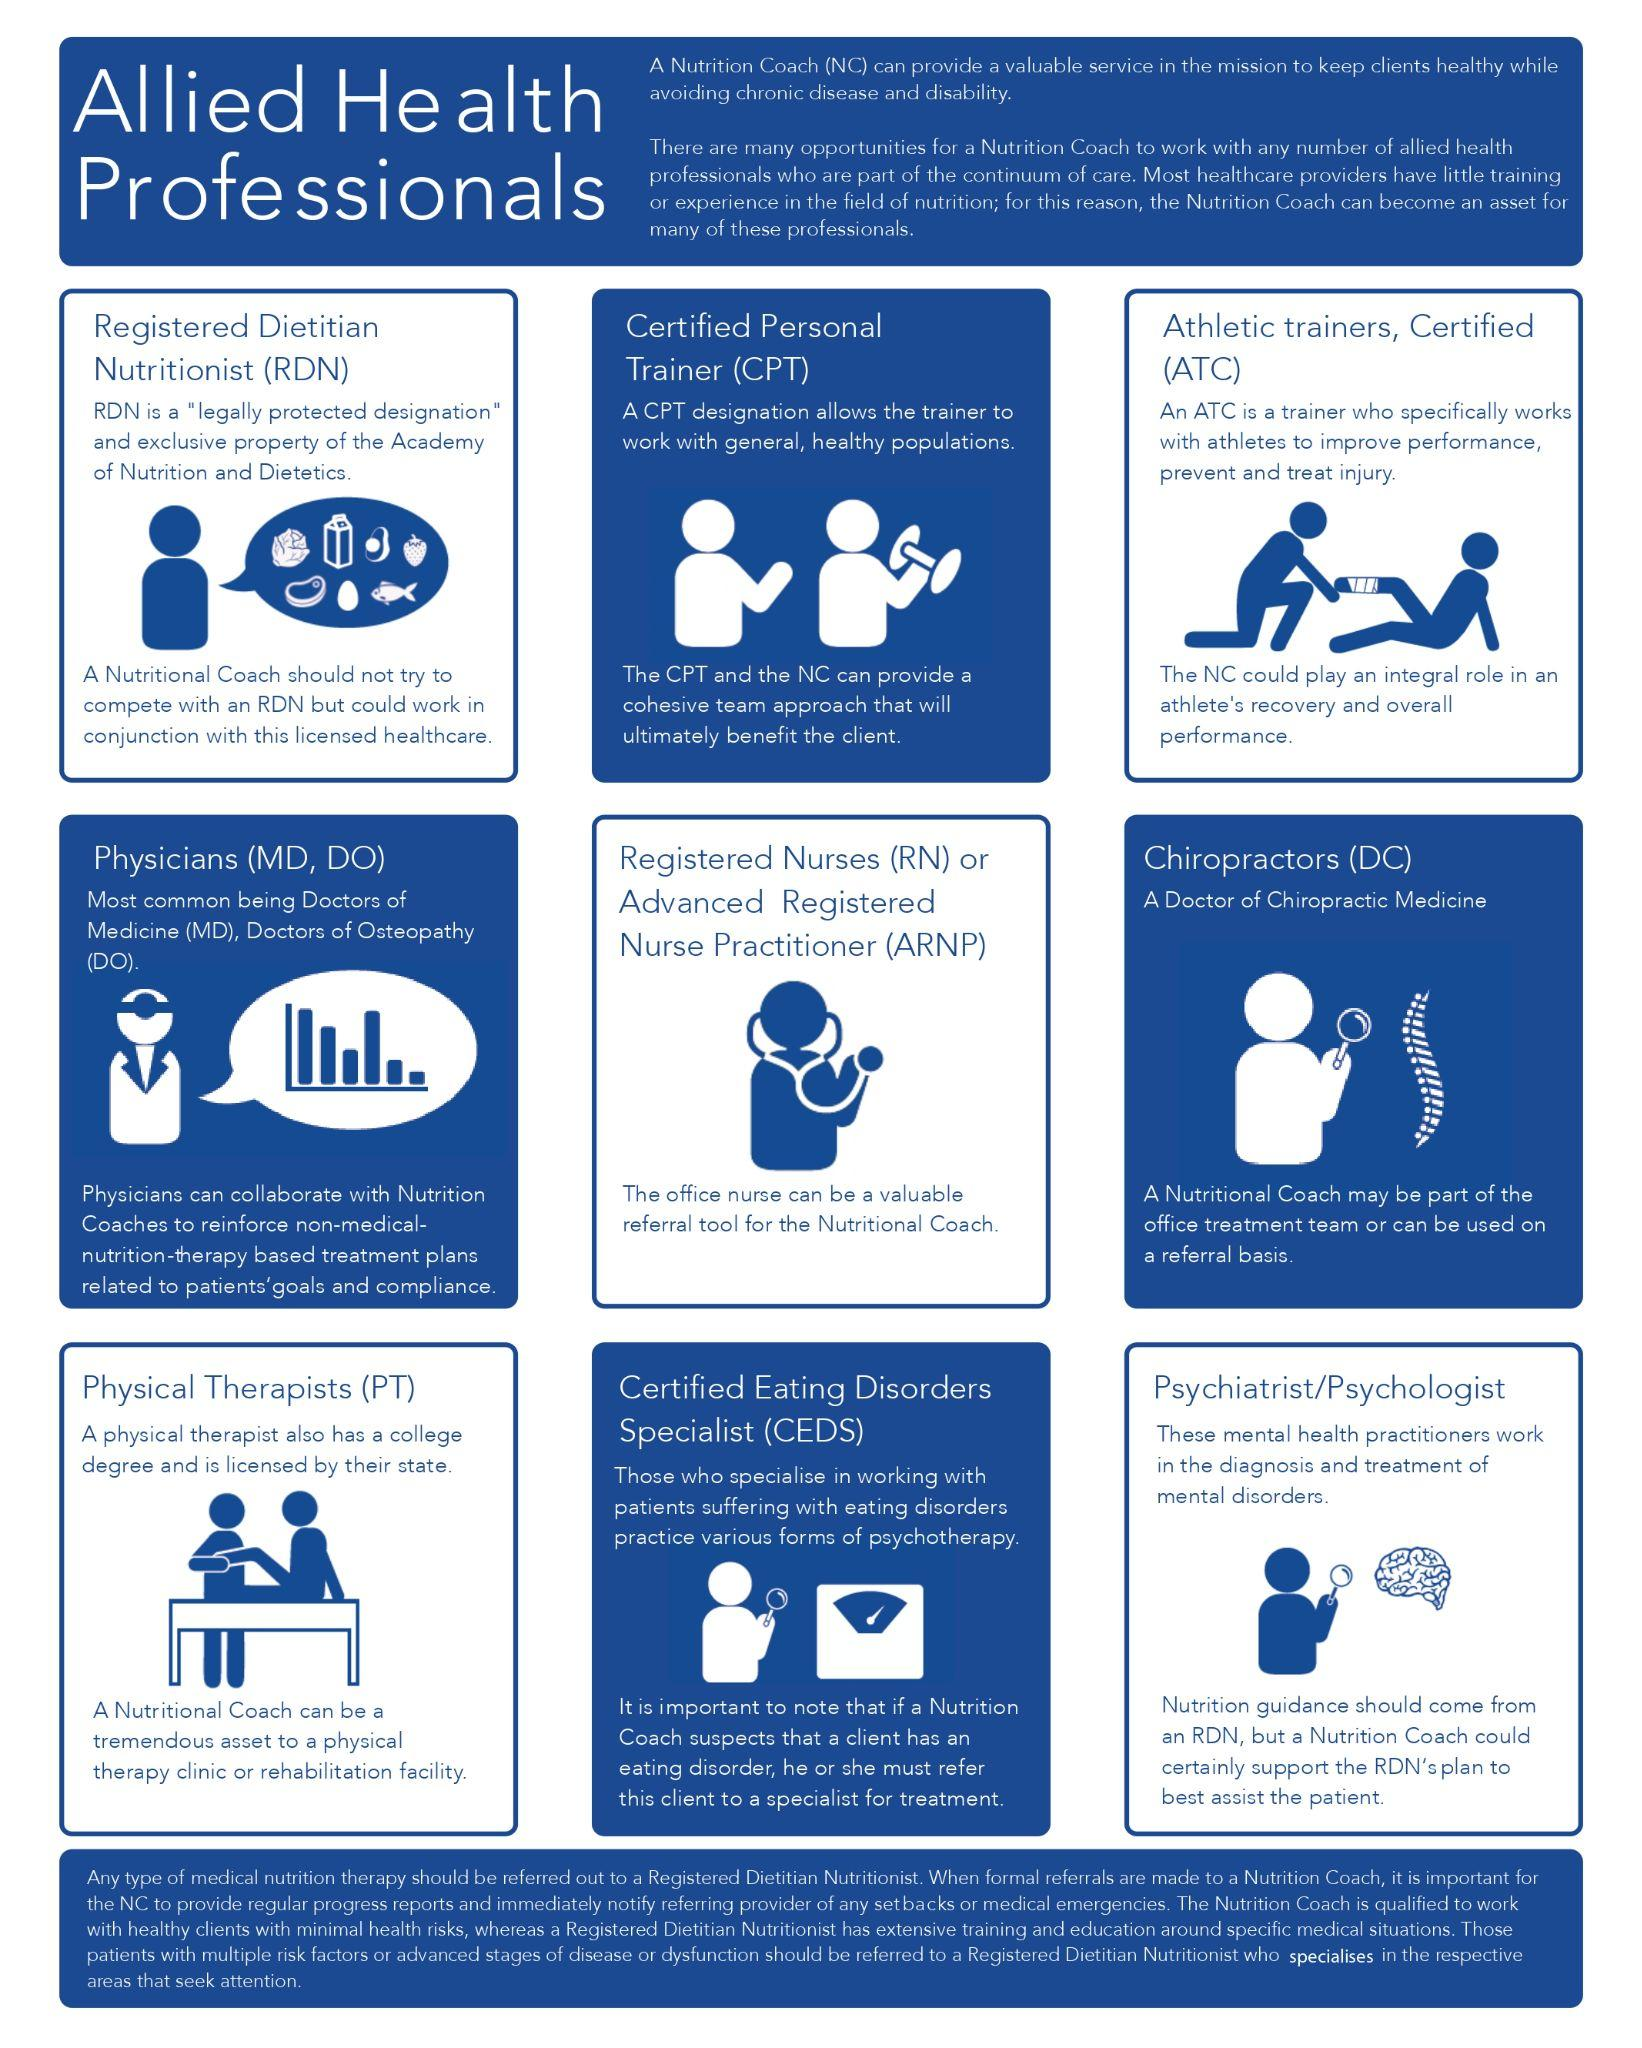 Allied Health
Professionals
A Nutrition Coach (NC) can provide a valuable service in the mission to keep clients healthy while
avoiding chronic disease and disability.
There are many opportunities for a Nutrition Coach to work with any number of allied health
professionals who are part of the continuum of care. Most healthcare providers have little training
or experience in the field of nutrition; for this reason, the Nutrition Coach can become an asset for
many of these professionals.
Registered Dietitian
Nutritionist (RDN)
RDN is a "legally protected designation"
and exclusive property of the Academy
of Nutrition and Dietetics.
A Nutritional Coach should not try to
compete with an RDN but could work in
conjunction with this licensed healthcare.
Certified Personal
Trainer (CPT)
A CPT designation allows the trainer to
work with general, healthy populations.
The CPT and the NC can provide a
cohesive team approach that will
ultimately benefit the client.
Athletic trainers, Certified
(ATC)
An ATC is a trainer who specifically works
with athletes to improve performance,
prevent and treat injury.
The NC could play an integral role in an
athlete's recovery and overall
performance.
Physicians (MD, DO)
Most common being Doctors of
Medicine (MD), Doctors of Osteopathy
(DO).
Physicians can collaborate with Nutrition
Coaches to reinforce non-medical-
nutrition-therapy based treatment plans
related to patients‘goals and compliance.
Registered Nurses (RN) or
Advanced Registered
Nurse Practitioner (ARNP)
The office nurse can be a valuable
referral tool for the Nutritional Coach.
Chiropractors (DC)
A Doctor of Chiropractic Medicine
A Nutritional Coach may be part of the
office treatment team or can be used on
a referral basis.
Physical Therapists (PT)
A physical therapist also has a college
degree and is licensed by their state.
A Nutritional Coach can be a
tremendous asset to a physical
therapy clinic or rehabilitation facility.
Certified Eating Disorders
Specialist (CEDS)
Those who specialise in working with
patients suffering with eating disorders
practice various forms of psychotherapy.
It is important to note that if a Nutrition
Coach suspects that a client has an
eating disorder, he or she must refer
this client to a specialist for treatment.
Psychiatrist/Psychologist
These mental health practitioners work
in the diagnosis and treatment of
mental disorders.
Nutrition guidance should come from
an RDN, but a Nutrition Coach could
certainly support the RDN‘s plan to
best assist the patient.
Any type of medical nutrition therapy should be referred out to a Registered Dietitian Nutritionist. When formal referrals are made to a Nutrition Coach, it is important for
the NC to provide regular progress reports and immediately notify referring provider of any setbacks or medical emergencies. The Nutrition Coach is qualified to work
with healthy clients with minimal health risks, whereas a Registered Dietitian Nutritionist has extensive training and education around specific medical situations. Those
patients with multiple risk factors or advanced stages of disease or dysfunction should be referred to a Registered Dietitian Nutritionist who specialises in the respective
areas that seek attention.